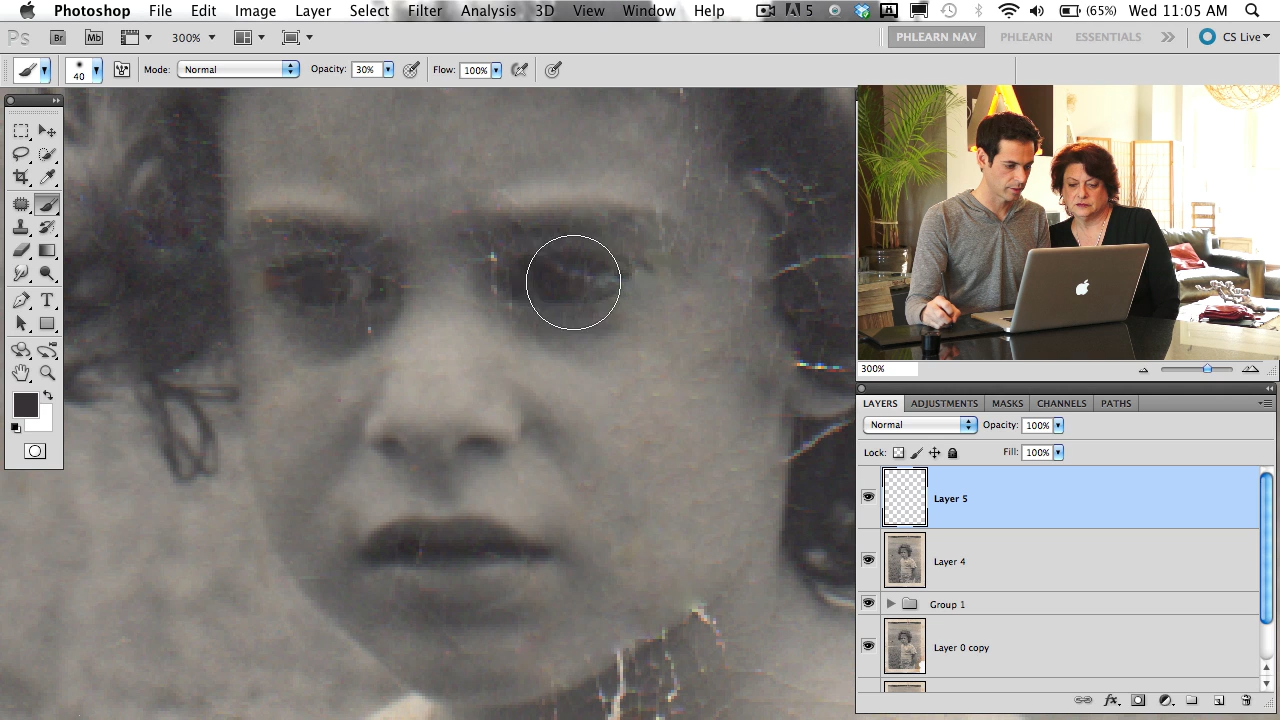 Photoshop File Edit Image Layer Select Filter Analysis 3D View Window Help 5 (65%) Wed 11:05 AM
Ps Br Mb 300% PHLEARN NAV PHLEARN ESSENTIALS CS Live
40 Mode: Normal Opacity: 30% Flow: 100%
300%
LAYERS ADJUSTMENTS MASKS CHANNELS PATHS
Normal Opacity: 100%
Lock: Fill: 100%
Layer 5
Layer 4
Group 1
Layer 0 copy
fx